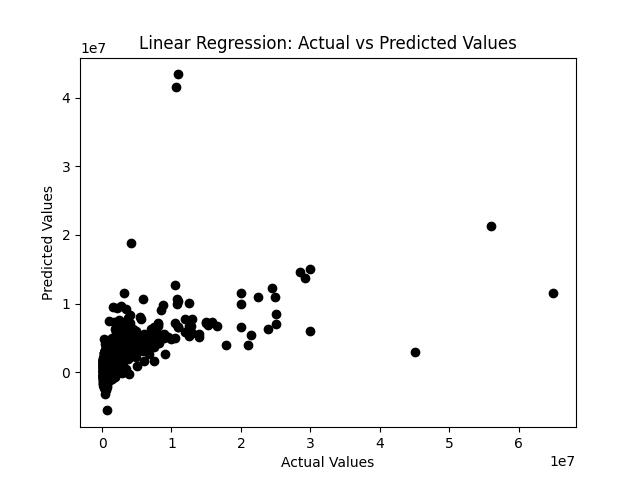 Linear Regression: Actual vs Predicted Values
1e7
4
3
2
1
0
Predicted Values
0 1 2 3 4 5 6
1e7
Actual Values